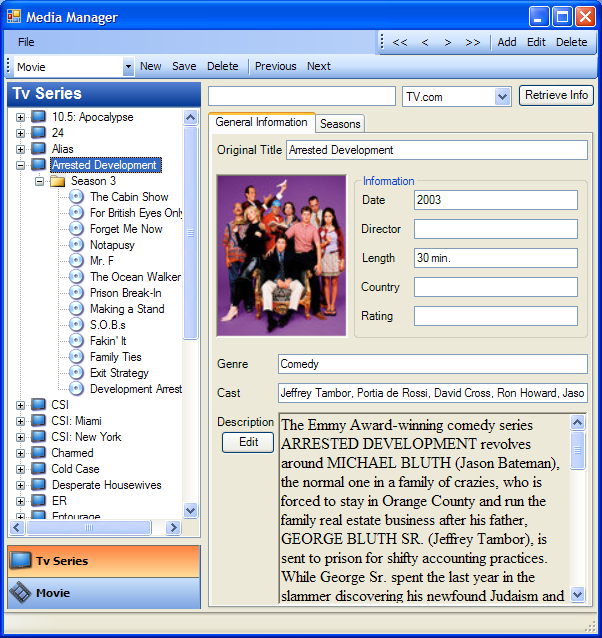 Media Manager
File
<< < > >> Add Edit Delete
Movie New Save Delete Previous Next
Tv Series
10.5: Apocalypse
24
Alias
Arrested Development
Season 3
The Cabin Show
For British Eyes Only
Forget Me Now
Notapusy
Mr. F
The Ocean Walker
Prison Break-In
Making a Stand
S.O.B.s
Fakin' It
Family Ties
Exit Strategy
Development Arrest
CSI
CSI: Miami
CSI: New York
Charmed
Cold Case
Desperate Housewives
ER
Entourage
Tv Series
Movie
TV.com Retrieve Info
General Information Seasons
Original Title Arrested Development
Information
Date 2003
Director
Length 30 min.
Country
Rating
Genre Comedy
Cast Jeffrey Tambor, Portia de Rossi, David Cross, Ron Howard, Jaso
Description
Edit
The Emmy Award-winning comedy series
ARRESTED DEVELOPMENT revolves
around MICHAEL BLUTH (Jason Bateman),
the normal one in a family of crazies, who is
forced to stay in Orange County and run the
family real estate business after his father,
GEORGE BLUTH SR. (Jeffrey Tambor), is
sent to prison for shifty accounting practices.
While George Sr. spent the last year in the
slammer discovering his newfound Judaism and